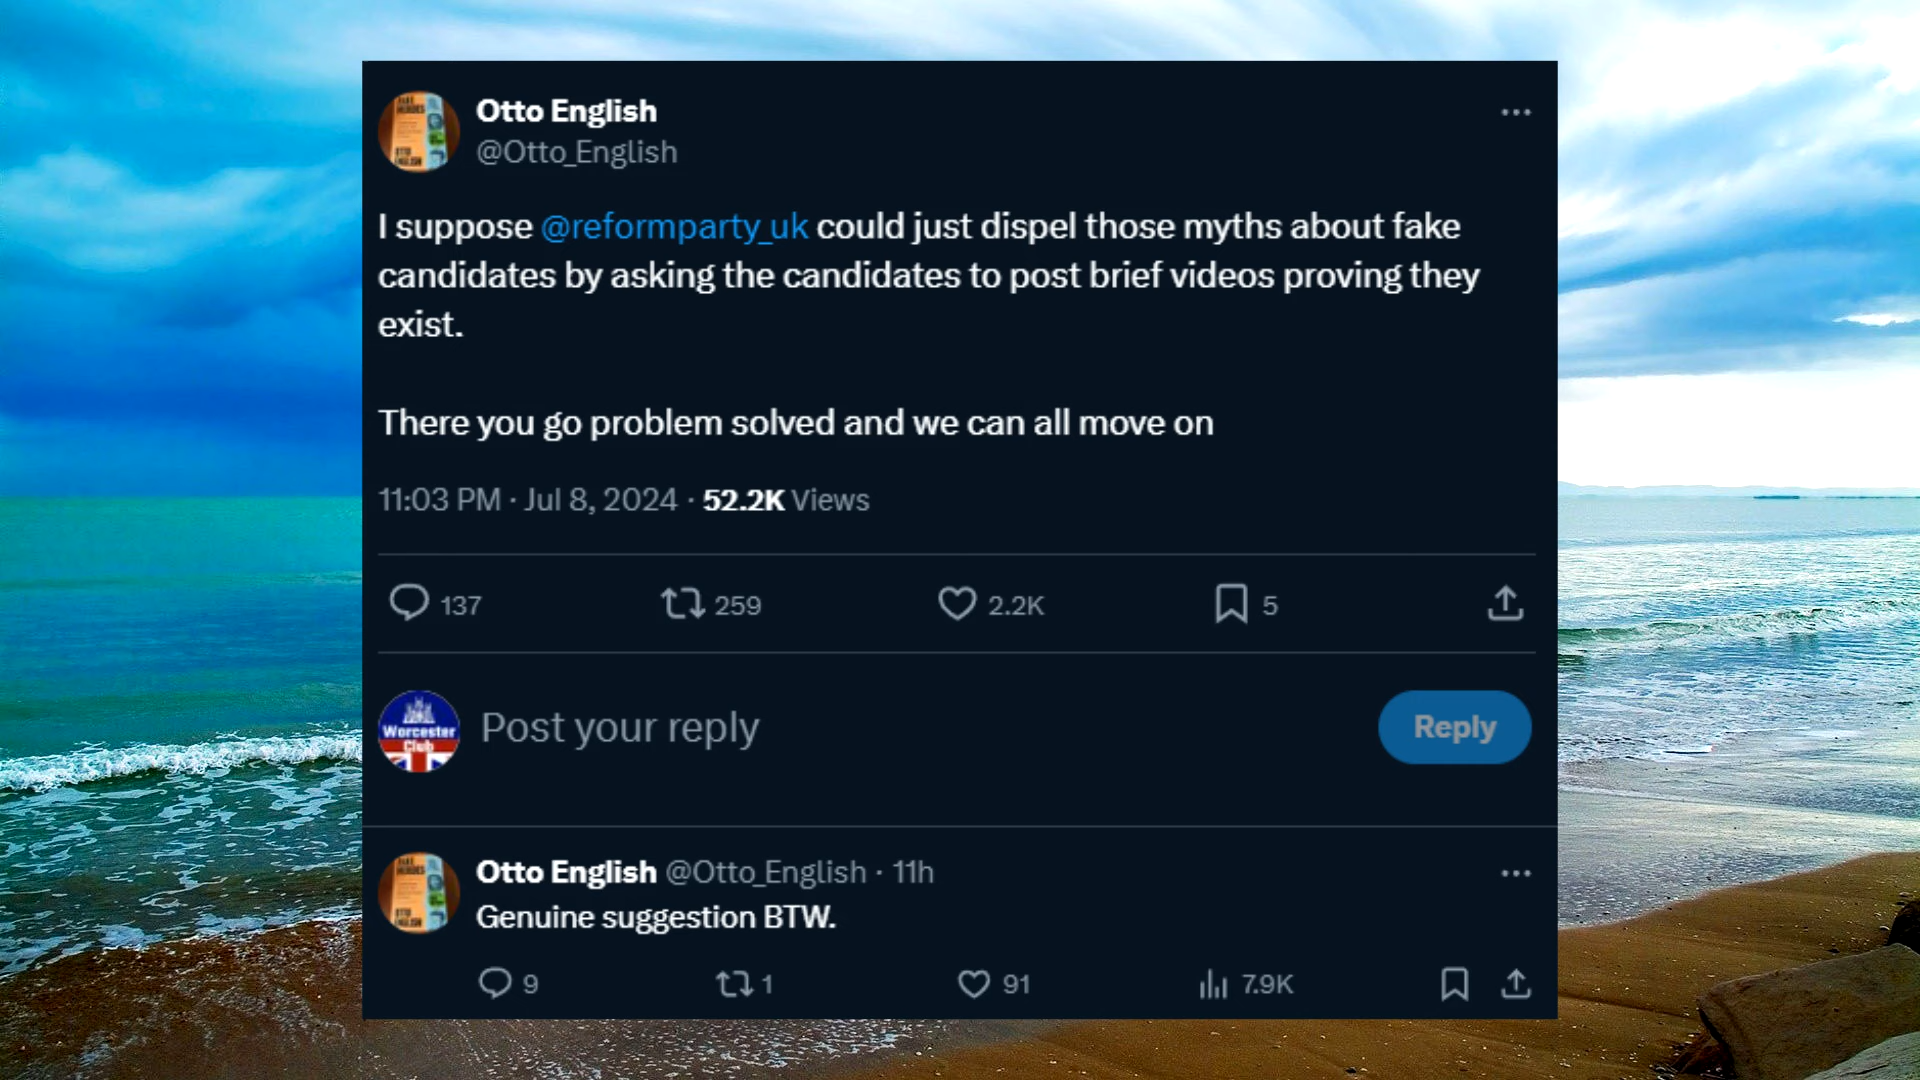 Otto English
@Otto_English
I suppose @reformparty_uk could just dispel those myths about fake
candidates by asking the candidates to post brief videos proving they
exist.
There you go problem solved and we can all move on
11:03 PM · Jul 8, 2024 · 52.2K Views
137 259 2.2K 5
Worcester
Club
Post your reply
Reply
Otto English @Otto_English · 11h
Genuine suggestion BTW.
9 1 91 7.9K